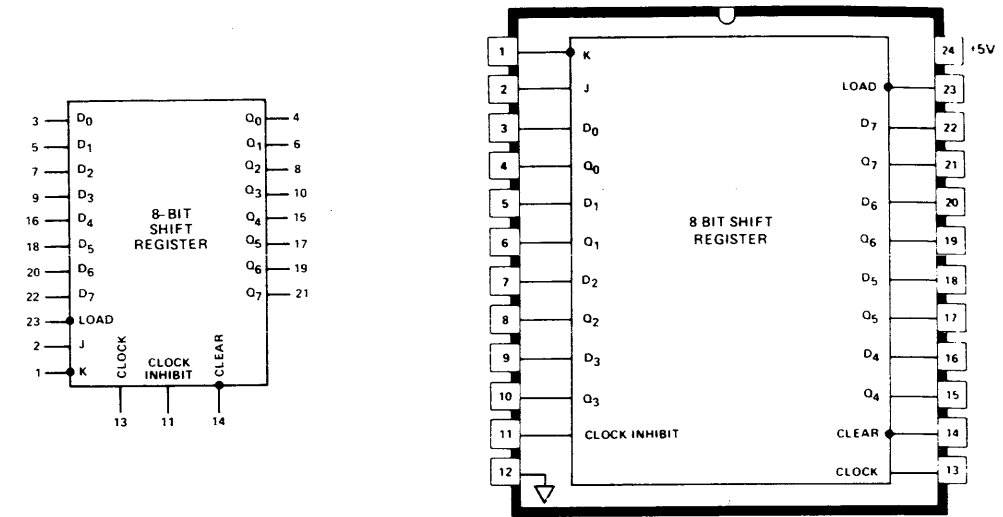 3 D0 Q0 4
5 D1 Q1 6
7 D2 Q2 8
9 D3 Q3 10
16 D4 Q4 15
18 D5 Q5 17
20 D6 Q6 19
22 D7 Q7 21
8-BIT
SHIFT
REGISTER
23 LOAD
2 J
1 K
CLOCK
CLOCK
INHIBIT
CLEAR
13 11 14
1 K
2 J
3 D0
4 Q0
5 D1
6 Q1
7 D2
8 Q2
9 D3
10 Q3
11 CLOCK INHIBIT
12
8 BIT SHIFT
REGISTER
24 +5V
LOAD 23
D7 22
Q7 21
D6 20
Q6 19
D5 18
Q5 17
D4 16
Q4 15
CLEAR 14
CLOCK 13